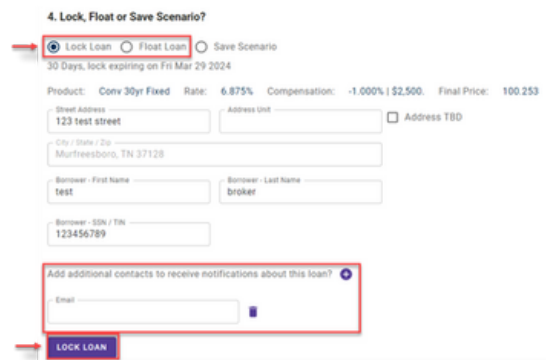 4. Lock, Float or Save Scenario?
Lock Loan Float Loan Save Scenario
30 Days, lock expiring on Fri Mar 29 2024
Product: Conv 30yr Fixed Rate: 6.875% Compensation: -1.000% | $2,500. Final Price: 100.253
Street Address Address Unit
123 test street Address TBD
City / State / Zip
Murfreesboro, TN 37128
Borrower - First Name Borrower - Last Name
test broker
Borrower - SSN / TIN
123456789
Add additional contacts to receive notifications about this loan?
Email
LOCK LOAN